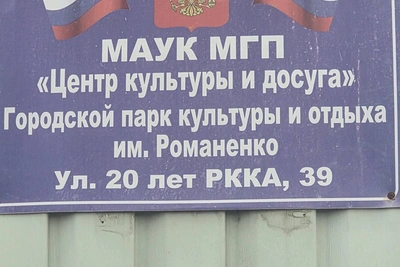 МАУК МГП
«Центр культуры и досуга»
Городской парк культуры и отдыха
им. Романенко
Ул. 20 лет РККА, 39